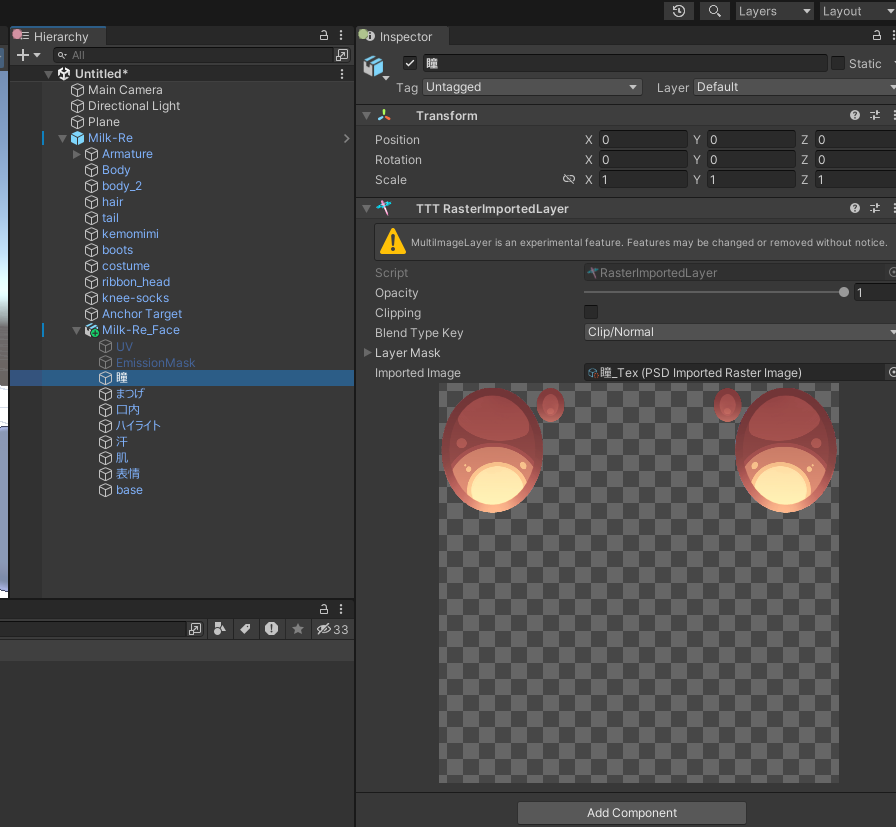 Layers
Layout
Hierarchy
All
Untitled*
Main Camera
Directional Light
Plane
Milk-Re
Armature
Body
body_2
hair
tail
kemomimi
boots
costume
ribbon_head
knee-socks
Anchor Target
Milk-Re_Face
UV
EmissionMask
瞳
まつげ
口内
ハイライト
汗
肌
表情
base
33
Inspector
瞳
Static
Tag Untagged Layer Default
Transform
Position X 0 Y 0 Z 0
Rotation X 0 Y 0 Z 0
Scale X 1 Y 1 Z 1
TTT RasterImportedLayer
MultiImageLayer is an experimental feature. Features may be changed or removed without notice.
Script RasterImportedLayer
Opacity 1
Clipping
Blend Type Key Clip/Normal
Layer Mask
Imported Image 瞳_Tex (PSD Imported Raster Image)
Add Component